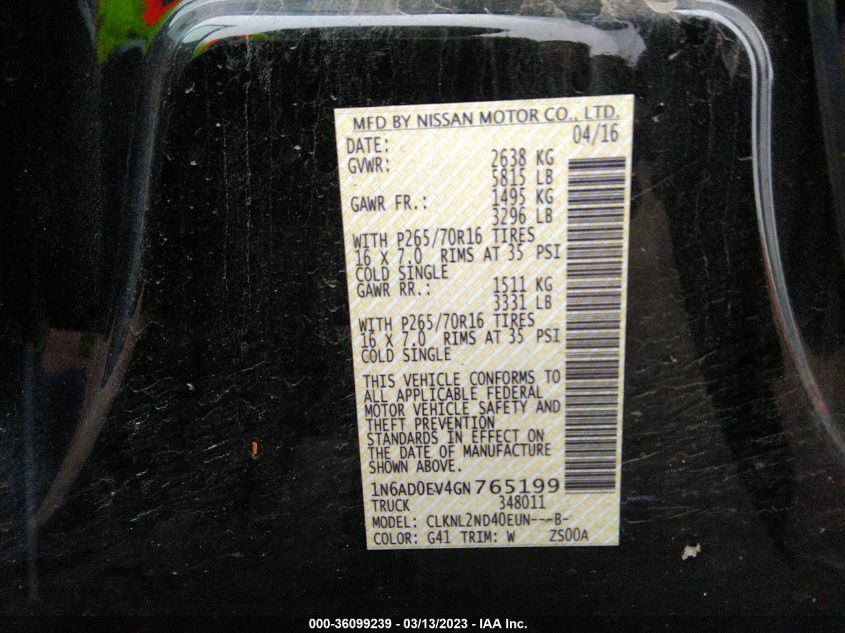 MFD BY NISSAN MOTOR CO., LTD.
DATE: 04/16
GVWR: 2638 KG
5815 LB
GAWR FR.: 1495 KG
3296 LB
WITH P265/70R16 TIRES
16 X 7.0 RIMS AT 35 PSI
COLD SINGLE
GAWR RR.: 1511 KG
3331 LB
WITH P265/70R16 TIRES
16 X 7.0 RIMS AT 35 PSI
COLD SINGLE
THIS VEHICLE CONFORMS TO
ALL APPLICABLE FEDERAL
MOTOR VEHICLE SAFETY AND
THEFT PREVENTION
STANDARDS IN EFFECT ON
THE DATE OF MANUFACTURE
SHOWN ABOVE.
1N6AD0EV4GN765199
TRUCK 348011
MODEL: CLKNL2ND40EUN---B-
COLOR: G41 TRIM: W ZS00A
000-36099239 - 03/13/2023 - IAA Inc.